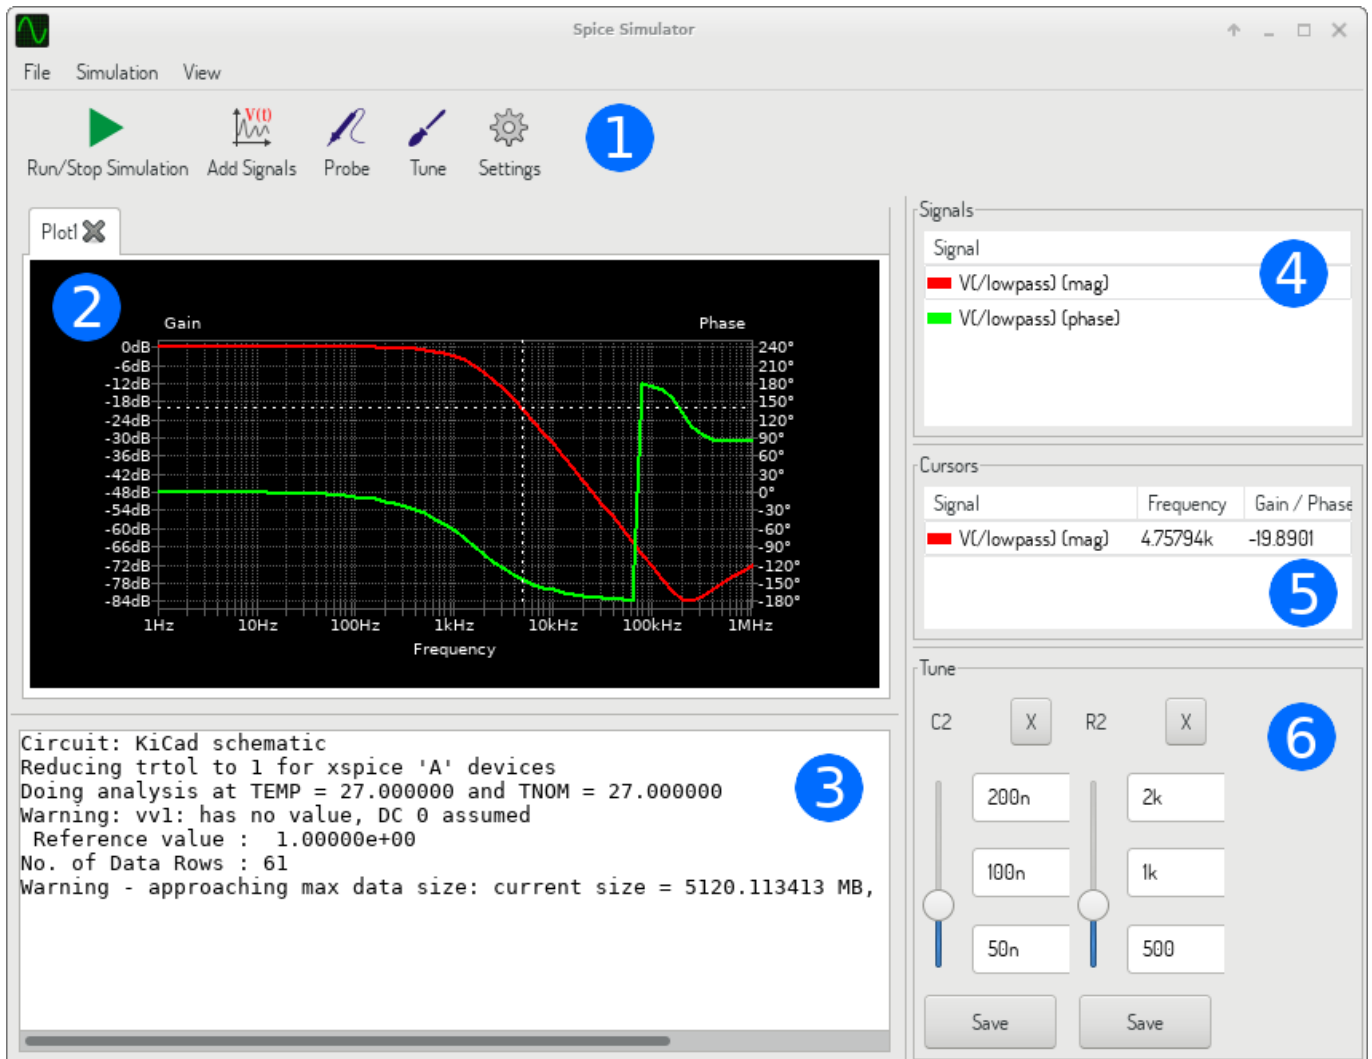 Spice Simulator
File Simulation View
V(t)
Run/Stop Simulation Add Signals Probe Tune Settings
1
Plot1
2
Gain Phase
0dB 240°
-6dB 210°
-12dB 180°
-18dB 150°
-24dB 120°
-30dB 90°
-36dB 60°
-42dB 30°
-48dB 0°
-54dB -30°
-60dB -60°
-66dB -90°
-72dB -120°
-78dB -150°
-84dB -180°
1Hz 10Hz 100Hz 1kHz 10kHz 100kHz 1MHz
Frequency
Circuit: KiCad schematic
Reducing trtol to 1 for xspice 'A' devices
Doing analysis at TEMP = 27.000000 and TNOM = 27.000000
Warning: vv1: has no value, DC 0 assumed
Reference value : 1.00000e+00
No. of Data Rows : 61
Warning - approaching max data size: current size = 5120.113413 MB,
3
Signals
Signal
V(/lowpass) (mag)
V(/lowpass) (phase)
4
Cursors
Signal Frequency Gain / Phase
V(/lowpass) (mag) 4.75794k -19.8901
5
Tune
C2 X R2 X
6
200n 2k
100n 1k
50n 500
Save Save